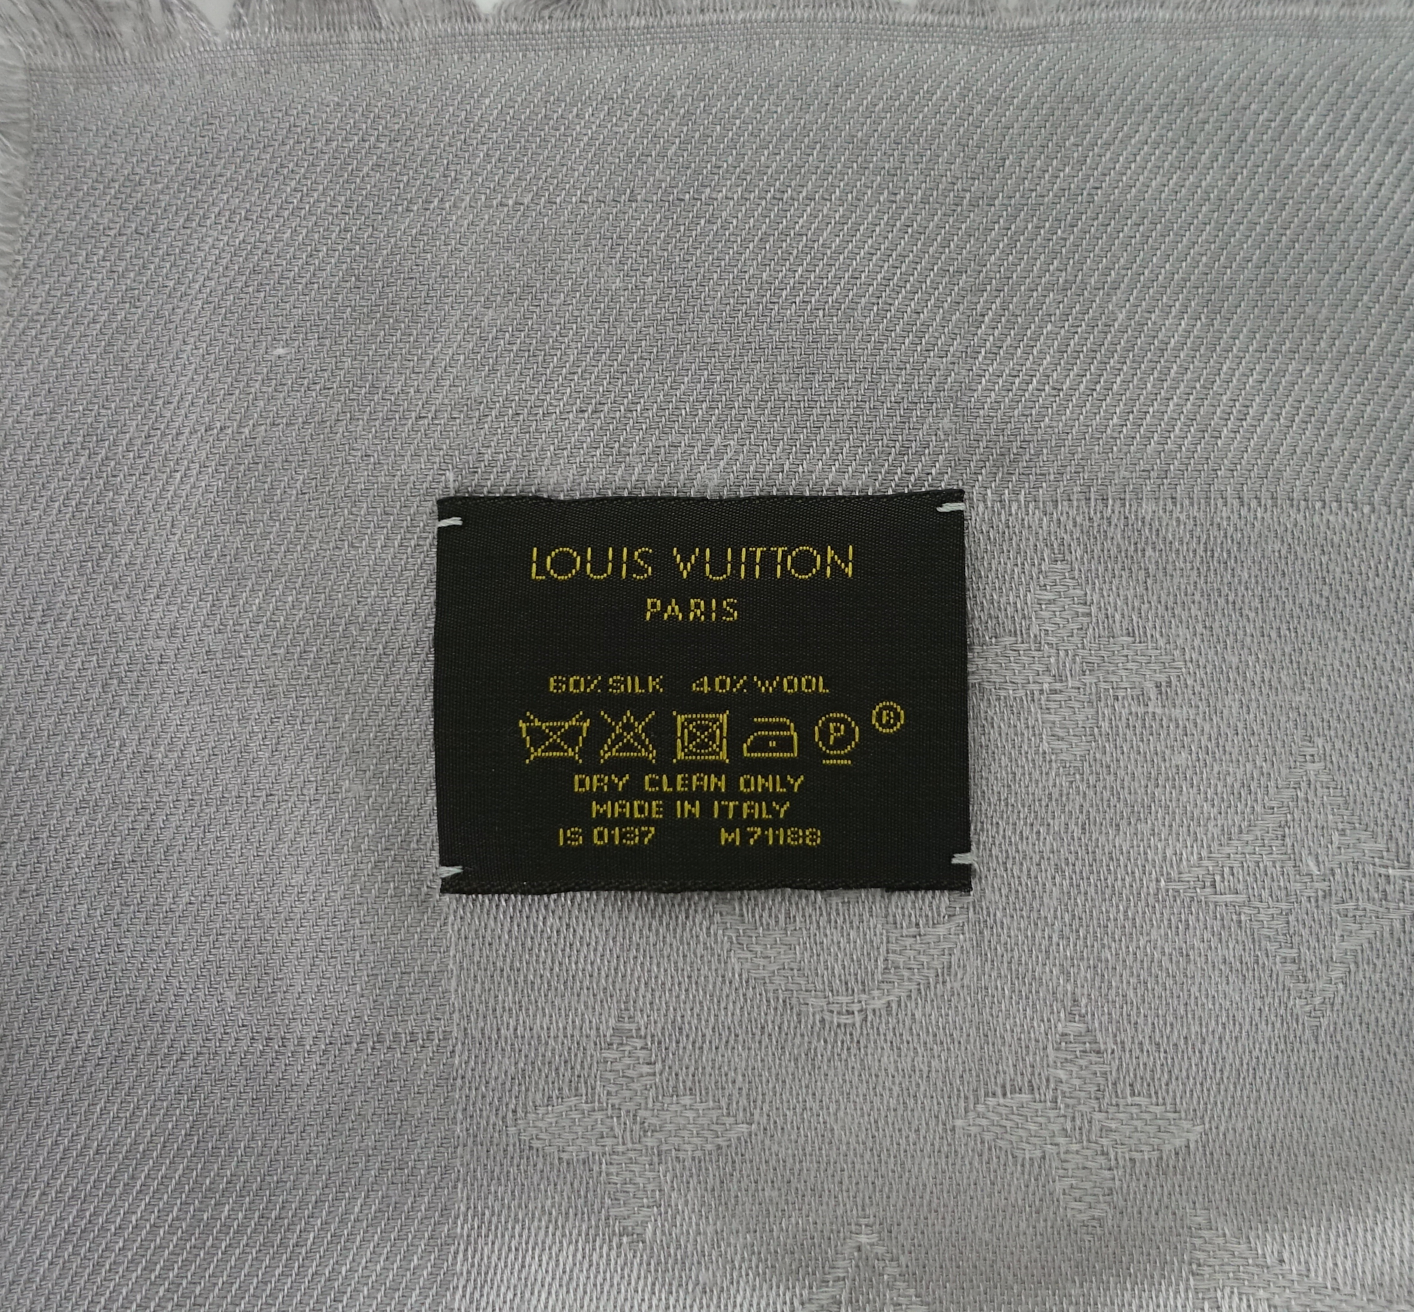 LOUIS VUITTON
PARIS
60% SILK 40% WOOL
P ®
DRY CLEAN ONLY
MADE IN ITALY
IS 0137 M71188